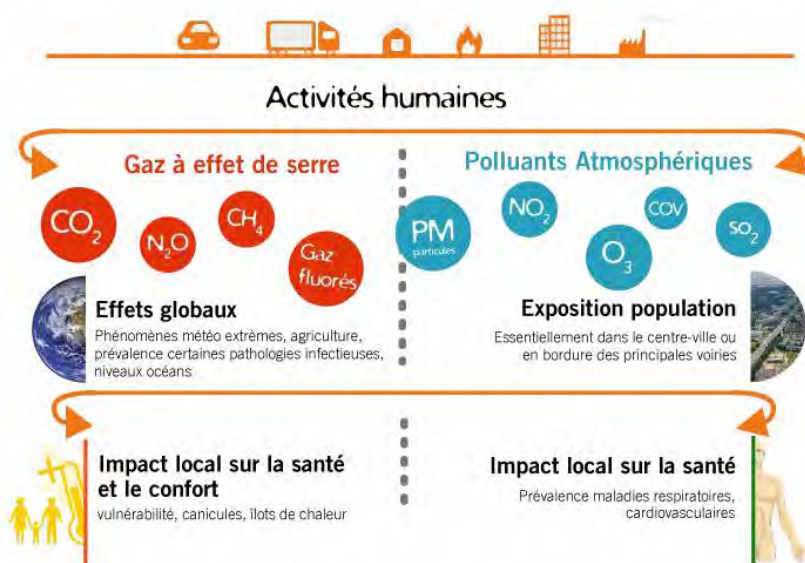 Activités humaines
Gaz à effet de serre
CO2
N2O
CH4
Gaz
fluorés
Effets globaux
Phénomènes météo extrêmes, agriculture,
prévalence certaines pathologies infectieuses,
niveaux océans
Polluants Atmosphériques
PM
particules
NO2
O3
COV
SO2
Exposition population
Essentiellement dans le centre-ville ou
en bordure des principales voiries
Impact local sur la santé
et le confort
vulnérabilité, canicules, îlots de chaleur
Impact local sur la santé
Prévalence maladies respiratoires,
cardiovasculaires